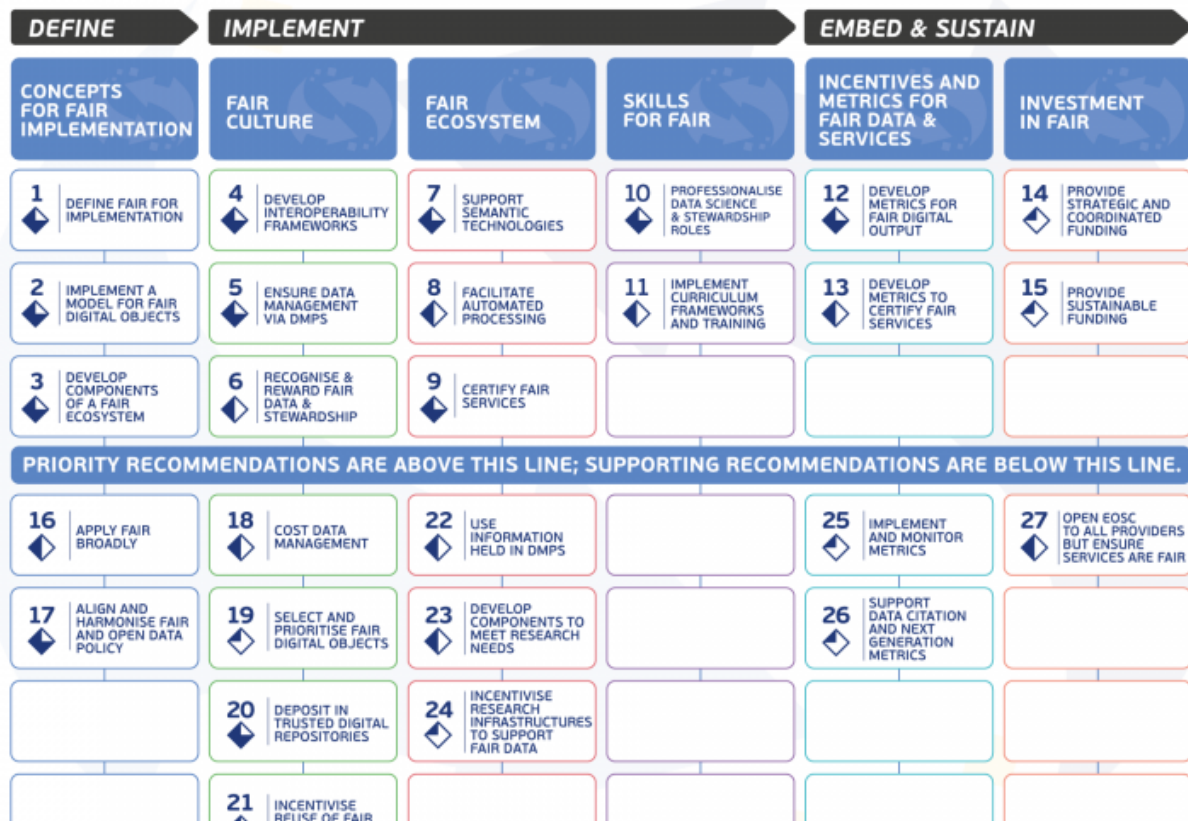 DEFINE
IMPLEMENT
EMBED & SUSTAIN
CONCEPTS
FOR FAIR
IMPLEMENTATION
FAIR
CULTURE
FAIR
ECOSYSTEM
SKILLS
FOR FAIR
INCENTIVES AND
METRICS FOR
FAIR DATA &
SERVICES
INVESTMENT
IN FAIR
1
DEFINE FAIR FOR
IMPLEMENTATION
4
DEVELOP
INTEROPERABILITY
FRAMEWORKS
7
SUPPORT
SEMANTIC
TECHNOLOGIES
10
PROFESSIONALISE
DATA SCIENCE
& STEWARDSHIP
ROLES
12
DEVELOP
METRICS FOR
FAIR DIGITAL
OUTPUT
14
PROVIDE
STRATEGIC AND
COORDINATED
FUNDING
2
IMPLEMENT A
MODEL FOR FAIR
DIGITAL OBJECTS
5
ENSURE DATA
MANAGEMENT
VIA DMPS
8
FACILITATE
AUTOMATED
PROCESSING
11
IMPLEMENT
CURRICULUM
FRAMEWORKS
AND TRAINING
13
DEVELOP
METRICS TO
CERTIFY FAIR
SERVICES
15
PROVIDE
SUSTAINABLE
FUNDING
3
DEVELOP
COMPONENTS
OF A FAIR
ECOSYSTEM
6
RECOGNISE &
REWARD FAIR
DATA &
STEWARDSHIP
9
CERTIFY FAIR
SERVICES
PRIORITY RECOMMENDATIONS ARE ABOVE THIS LINE; SUPPORTING RECOMMENDATIONS ARE BELOW THIS LINE.
16
APPLY FAIR
BROADLY
18
COST DATA
MANAGEMENT
22
USE
INFORMATION
HELD IN DMPS
25
IMPLEMENT
AND MONITOR
METRICS
27
OPEN EOSC
TO ALL PROVIDERS
BUT ENSURE
SERVICES ARE FAIR
17
ALIGN AND
HARMONISE FAIR
AND OPEN DATA
POLICY
19
SELECT AND
PRIORITISE FAIR
DIGITAL OBJECTS
23
DEVELOP
COMPONENTS TO
MEET RESEARCH
NEEDS
26
SUPPORT
DATA CITATION
AND NEXT
GENERATION
METRICS
20
DEPOSIT IN
TRUSTED DIGITAL
REPOSITORIES
24
INCENTIVISE
RESEARCH
INFRASTRUCTURES
TO SUPPORT
FAIR DATA
21
INCENTIVISE
REUSE OF FAIR